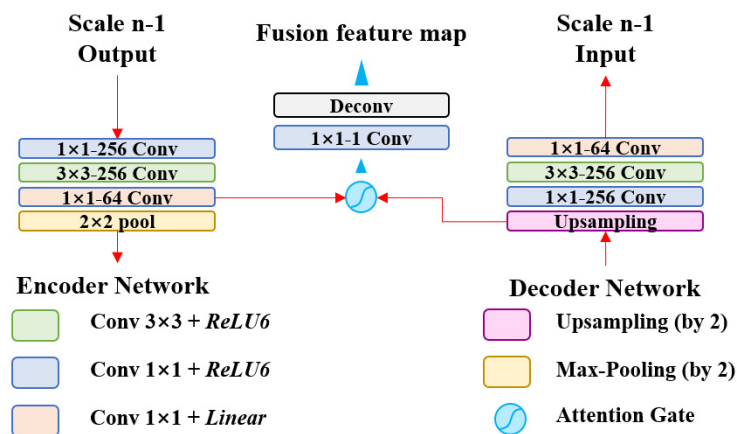 Scale n-1
Output
Fusion feature map
Scale n-1
Input
Deconv
1×1-1 Conv
1×1-256 Conv
3×3-256 Conv
1×1-64 Conv
2×2 pool
1×1-64 Conv
3×3-256 Conv
1×1-256 Conv
Upsampling
Encoder Network
Decoder Network
Conv 3×3 + ReLU6
Conv 1×1 + ReLU6
Conv 1×1 + Linear
Upsampling (by 2)
Max-Pooling (by 2)
Attention Gate